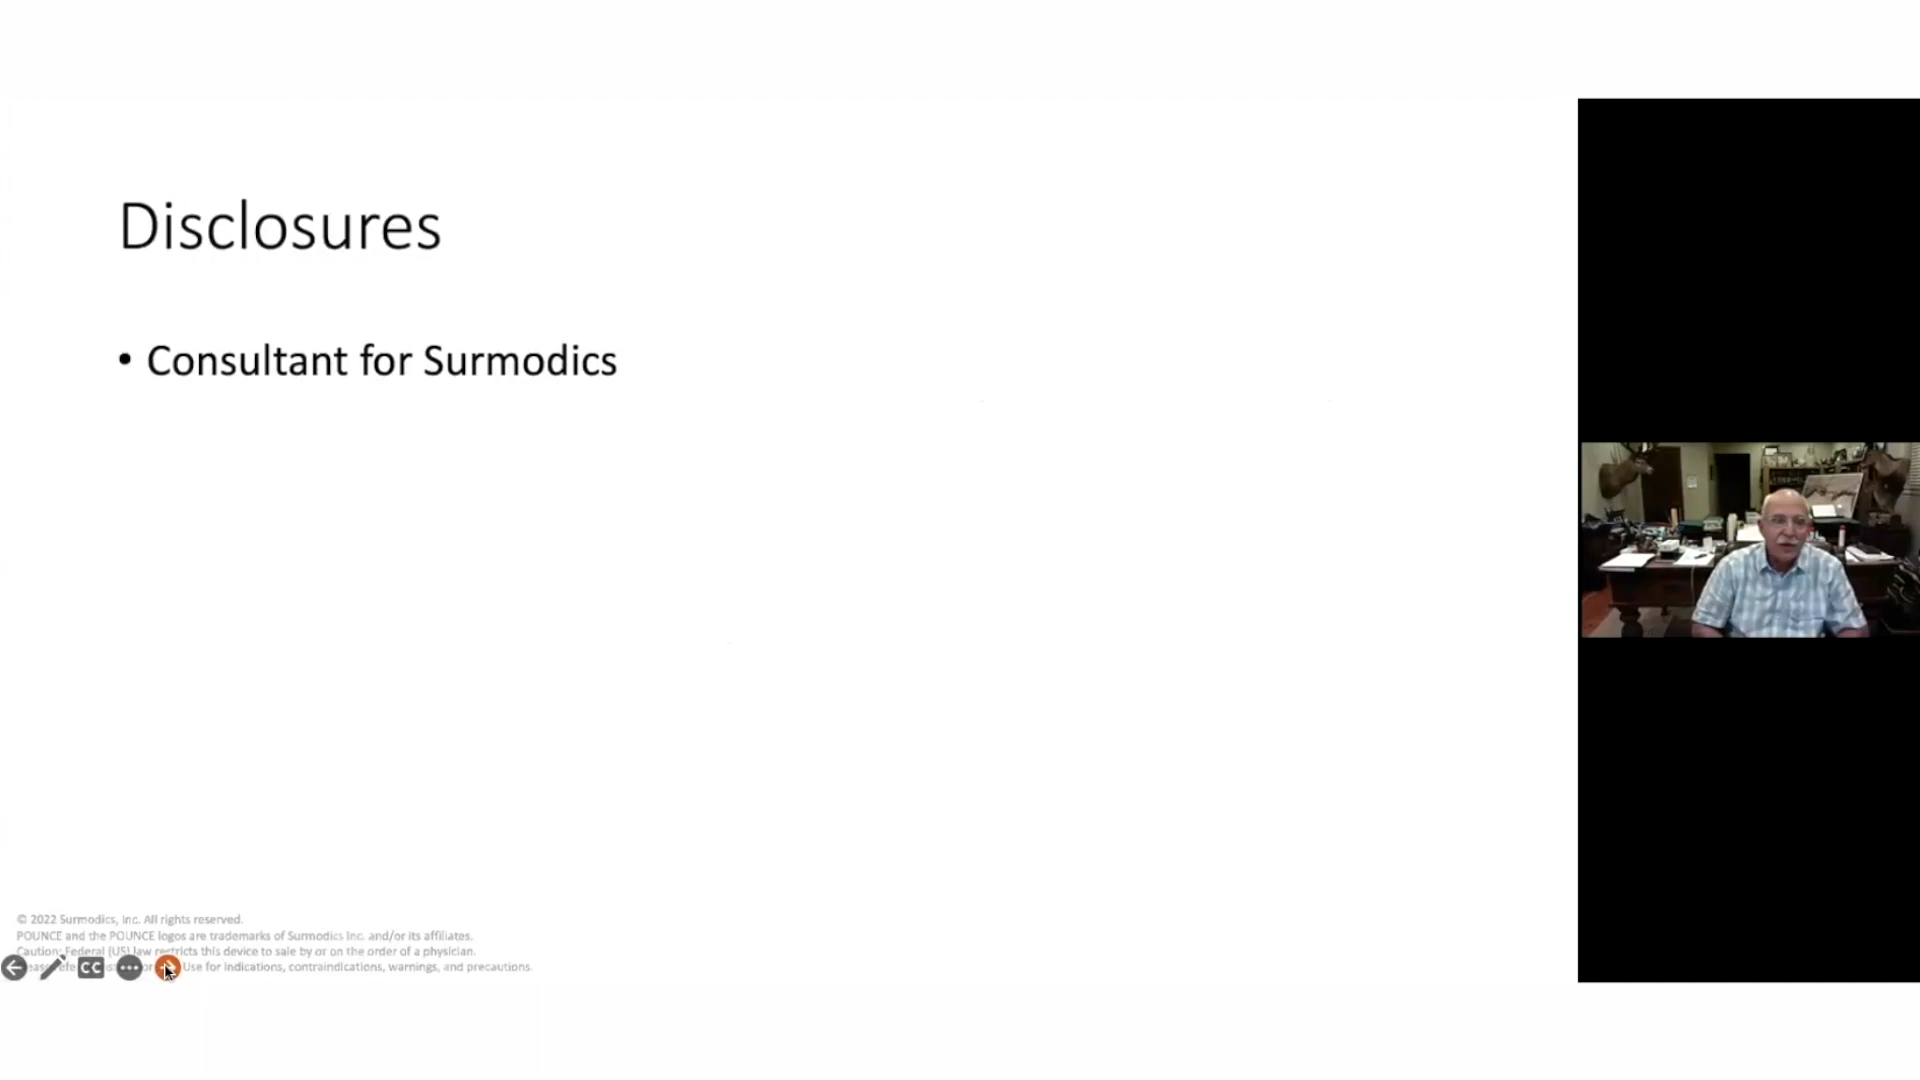 Disclosures
• Consultant for Surmodics
© 2022 Surmodics, Inc. All rights reserved.
POUNCE and the POUNCE logos are trademarks of Surmodics Inc. and/or its affiliates.
Caution: Federal (US) law restricts this device to sale by or on the order of a physician.
Use for indications, contraindications, warnings, and precautions.
CC